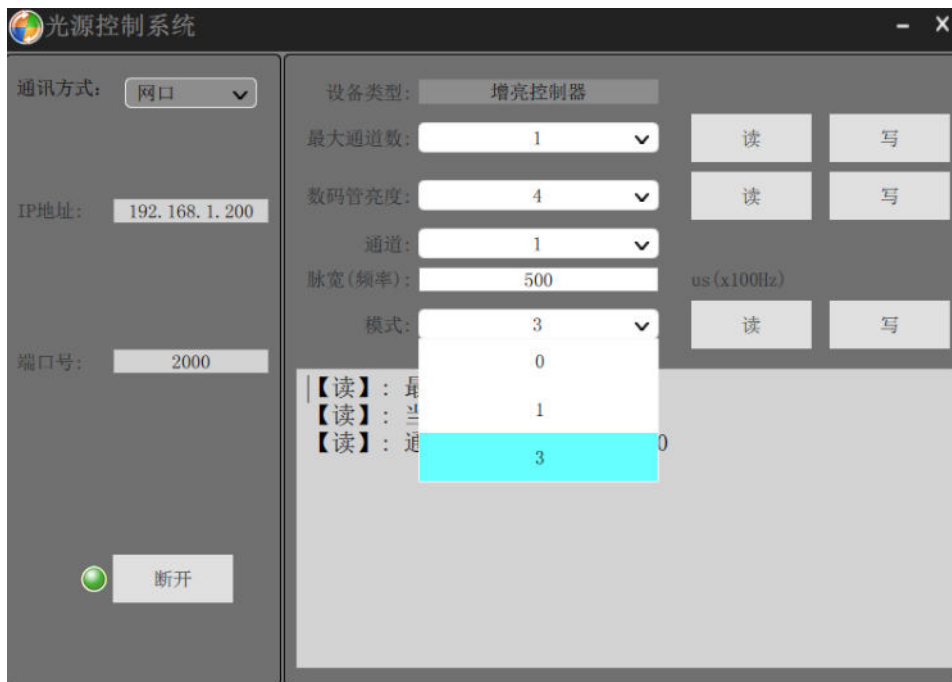 光源控制系统
通讯方式: 网口
IP地址: 192.168.1.200
端口号: 2000
断开
设备类型: 增亮控制器
最大通道数: 1 读 写
数码管亮度: 4 读 写
通道: 1
脉宽(频率): 500 us(x100Hz)
模式: 3 读 写
0
1
3
【读】: 最
【读】: 当
【读】: 通 0